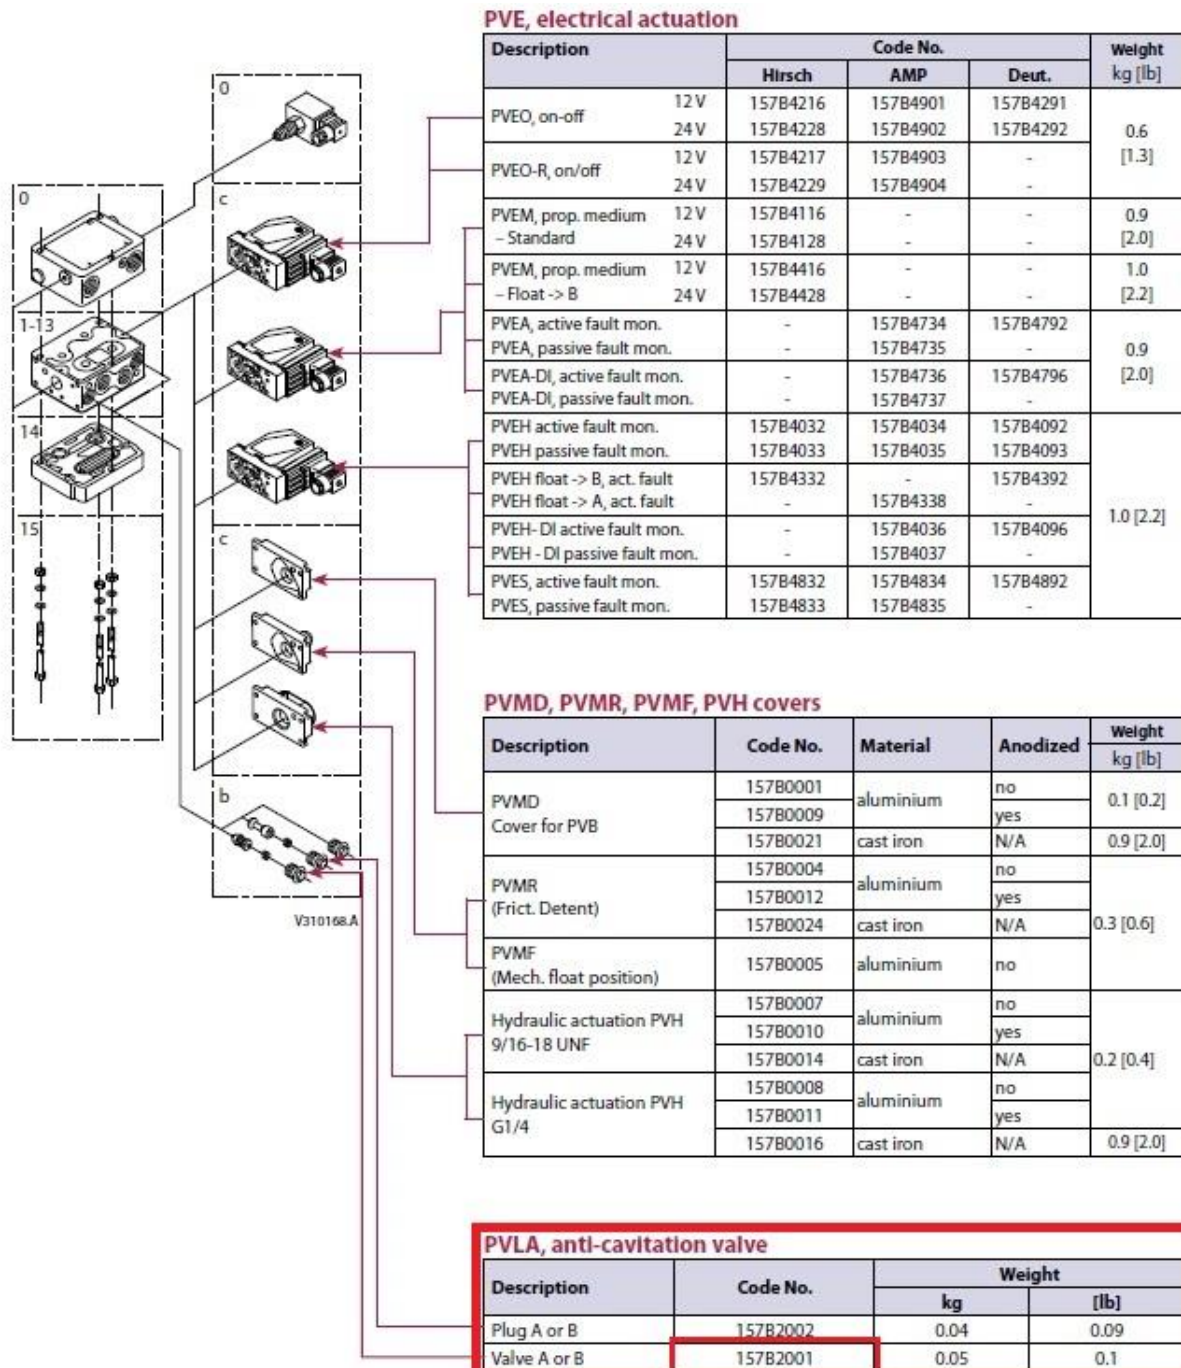 PVE, electrical actuation
Description Code No. Weight
Hirsch AMP Deut. kg [lb]
PVEO, on-off 12 V 157B4216 157B4901 157B4291
24 V 157B4228 157B4902 157B4292 0.6
PVEO-R, on/off 12 V 157B4217 157B4903 - [1.3]
24 V 157B4229 157B4904 -
PVEM, prop. medium 12 V 157B4116 - - 0.9
– Standard 24 V 157B4128 - - [2.0]
PVEM, prop. medium 12 V 157B4416 - - 1.0
– Float -> B 24 V 157B4428 - - [2.2]
PVEA, active fault mon. - 157B4734 157B4792
PVEA, passive fault mon. - 157B4735 - 0.9
PVEA-DI, active fault mon. - 157B4736 157B4796 [2.0]
PVEA-DI, passive fault mon. - 157B4737 -
PVEH active fault mon. 157B4032 157B4034 157B4092
PVEH passive fault mon. 157B4033 157B4035 157B4093
PVEH float -> B, act. fault 157B4332 - 157B4392
PVEH float -> A, act. fault - 157B4338 - 1.0 [2.2]
PVEH- DI active fault mon. - 157B4036 157B4096
PVEH - DI passive fault mon. - 157B4037 -
PVES, active fault mon. 157B4832 157B4834 157B4892
PVES, passive fault mon. 157B4833 157B4835 -
0
0
c
1-13
14
15
c
b
V310168.A
PVMD, PVMR, PVMF, PVH covers
Description Code No. Material Anodized Weight
kg [lb]
PVMD
Cover for PVB
157B0001 aluminium no 0.1 [0.2]
157B0009 yes
157B0021 cast iron N/A 0.9 [2.0]
PVMR
(Frict. Detent)
157B0004 aluminium no
157B0012 yes
157B0024 cast iron N/A 0.3 [0.6]
PVMF
(Mech. float position)
157B0005 aluminium no
Hydraulic actuation PVH
9/16-18 UNF
157B0007 aluminium no
157B0010 yes
157B0014 cast iron N/A 0.2 [0.4]
Hydraulic actuation PVH
G1/4
157B0008 aluminium no
157B0011 yes
157B0016 cast iron N/A 0.9 [2.0]
PVLA, anti-cavitation valve
Description Code No. Weight
kg [lb]
Plug A or B 157B2002 0.04 0.09
Valve A or B 157B2001 0.05 0.1